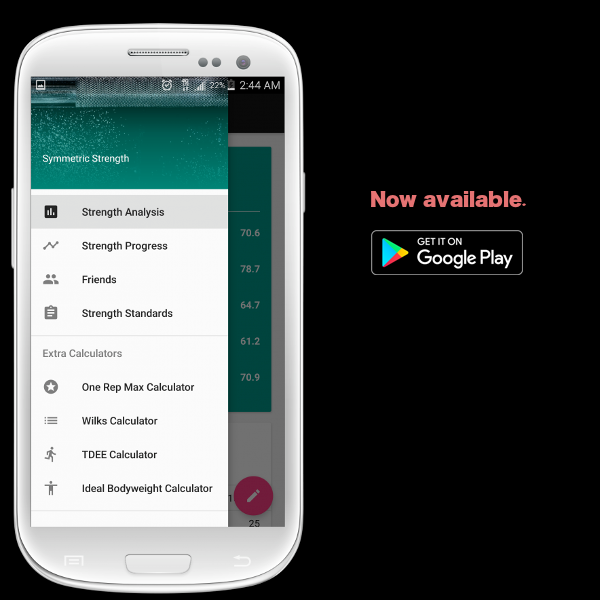 22% 2:44 AM
Symmetric Strength
Strength Analysis
Strength Progress
Friends
Strength Standards
Extra Calculators
One Rep Max Calculator
Wilks Calculator
TDEE Calculator
Ideal Bodyweight Calculator
70.6
78.7
64.7
61.2
70.9
1
25
Now available.
GET IT ON
Google Play